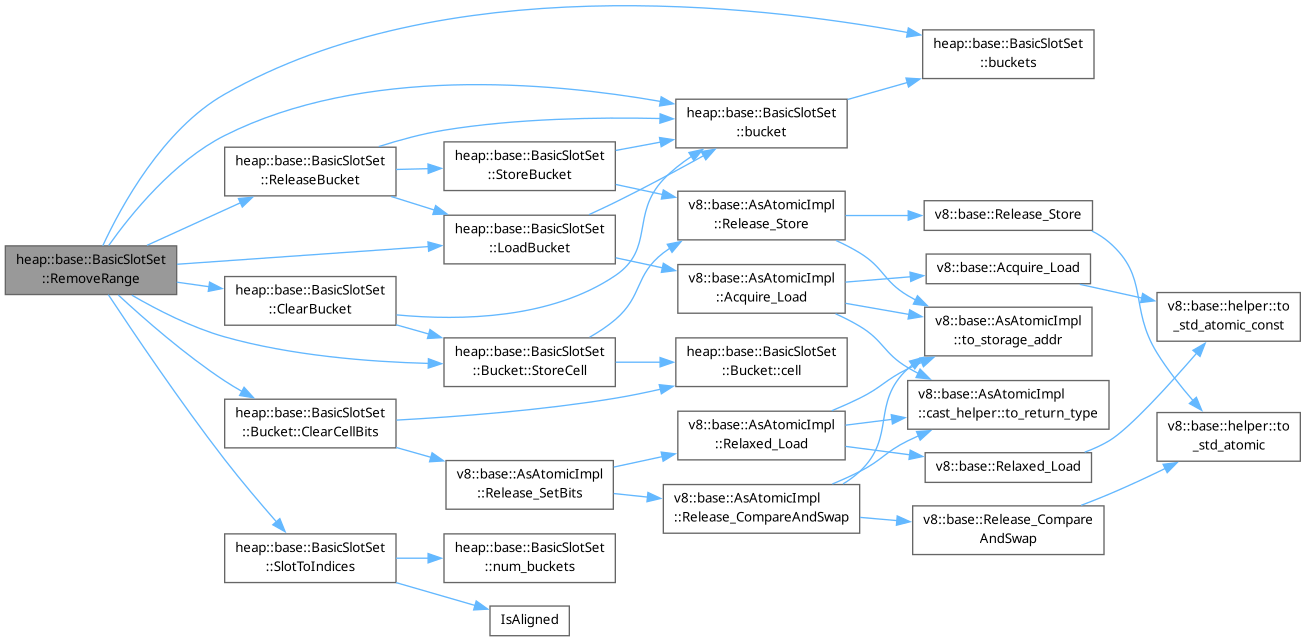 heap::base::BasicSlotSet
::RemoveRange
heap::base::BasicSlotSet
::ReleaseBucket
heap::base::BasicSlotSet
::ClearBucket
heap::base::BasicSlotSet
::Bucket::ClearCellBits
heap::base::BasicSlotSet
::SlotToIndices
heap::base::BasicSlotSet
::StoreBucket
heap::base::BasicSlotSet
::LoadBucket
heap::base::BasicSlotSet
::Bucket::StoreCell
v8::base::AsAtomicImpl
::Release_SetBits
heap::base::BasicSlotSet
::num_buckets
IsAligned
heap::base::BasicSlotSet
::bucket
v8::base::AsAtomicImpl
::Release_Store
v8::base::AsAtomicImpl
::Acquire_Load
heap::base::BasicSlotSet
::Bucket::cell
v8::base::AsAtomicImpl
::Relaxed_Load
v8::base::AsAtomicImpl
::Release_CompareAndSwap
heap::base::BasicSlotSet
::buckets
v8::base::Release_Store
v8::base::Acquire_Load
v8::base::AsAtomicImpl
::to_storage_addr
v8::base::AsAtomicImpl
::cast_helper::to_return_type
v8::base::Relaxed_Load
v8::base::Release_Compare
AndSwap
v8::base::helper::to
_std_atomic_const
v8::base::helper::to
_std_atomic